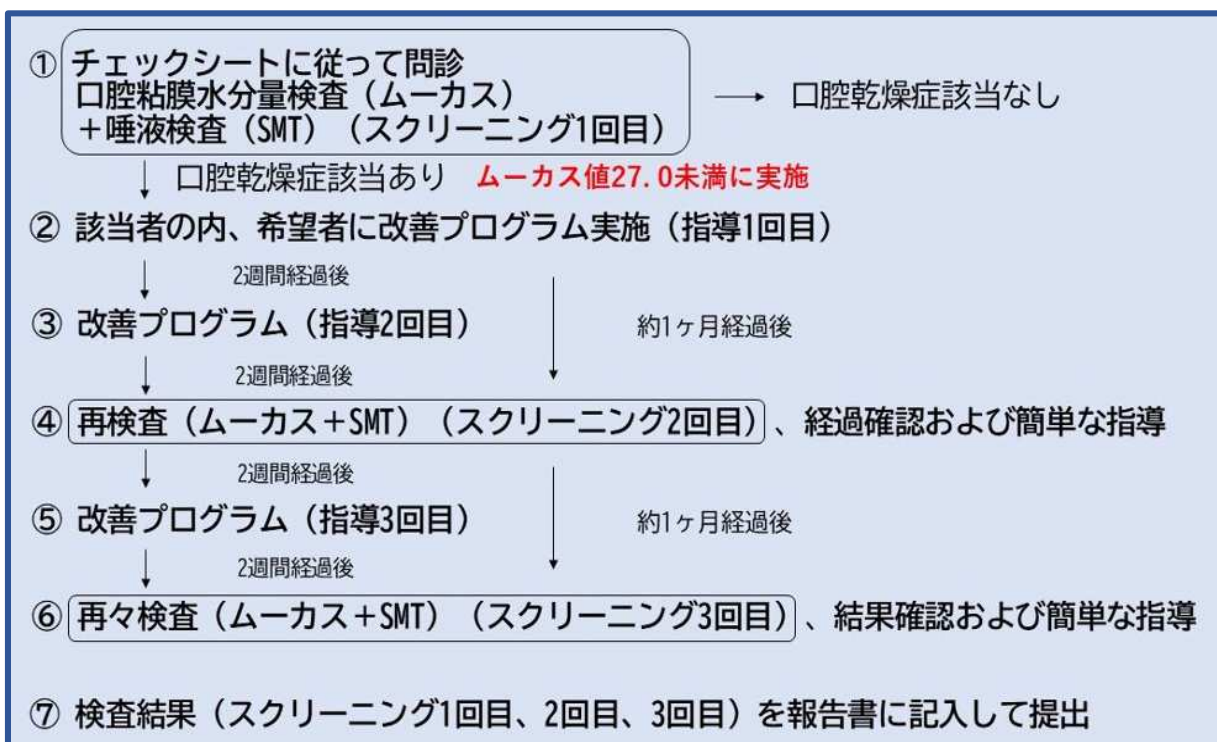 ① チェックシートに従って問診
口腔粘膜水分量検査（ムーカス）
＋唾液検査（SMT）（スクリーニング1回目）
口腔乾燥症該当なし
口腔乾燥症該当あり ムーカス値27.0未満に実施
② 該当者の内、希望者に改善プログラム実施（指導1回目）
2週間経過後
③ 改善プログラム（指導2回目）
約1ヶ月経過後
2週間経過後
④ 再検査（ムーカス＋SMT）（スクリーニング2回目）、経過確認および簡単な指導
2週間経過後
⑤ 改善プログラム（指導3回目）
約1ヶ月経過後
2週間経過後
⑥ 再々検査（ムーカス＋SMT）（スクリーニング3回目）、結果確認および簡単な指導
⑦ 検査結果（スクリーニング1回目、2回目、3回目）を報告書に記入して提出